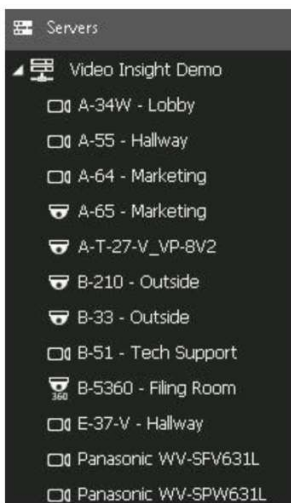 Servers
Video Insight Demo
A-34W - Lobby
A-55 - Hallway
A-64 - Marketing
A-65 - Marketing
A-T-27-V_VP-8V2
B-210 - Outside
B-33 - Outside
B-51 - Tech Support
B-5360 - Filing Room
360
E-37-V - Hallway
Panasonic WV-SFV631L
Panasonic WV-SPW631L